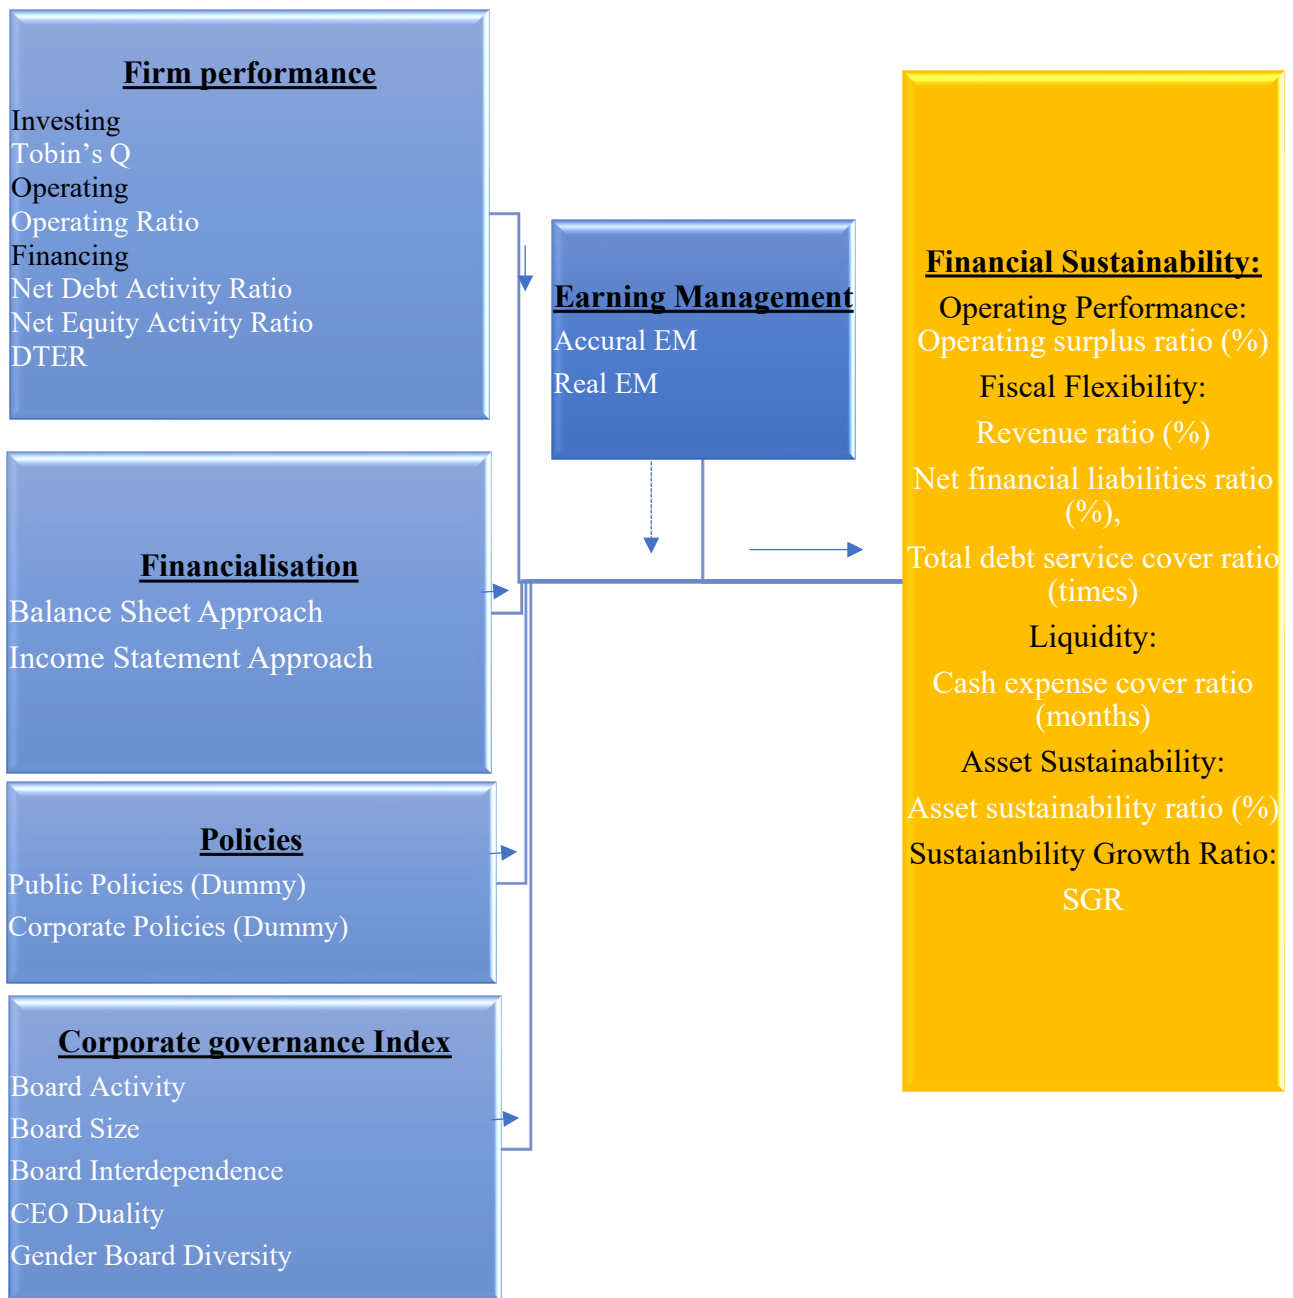 Firm performance
Investing
Tobin’s Q
Operating
Operating Ratio
Financing
Net Debt Activity Ratio
Net Equity Activity Ratio
DTER
Financialisation
Balance Sheet Approach
Income Statement Approach
Policies
Public Policies (Dummy)
Corporate Policies (Dummy)
Corporate governance Index
Board Activity
Board Size
Board Interdependence
CEO Duality
Gender Board Diversity
Earning Management
Accural EM
Real EM
Financial Sustainability:
Operating Performance:
Operating surplus ratio (%)
Fiscal Flexibility:
Revenue ratio (%)
Net financial liabilities ratio
(%),
Total debt service cover ratio
(times)
Liquidity:
Cash expense cover ratio
(months)
Asset Sustainability:
Asset sustainability ratio (%)
Sustaianbility Growth Ratio:
SGR